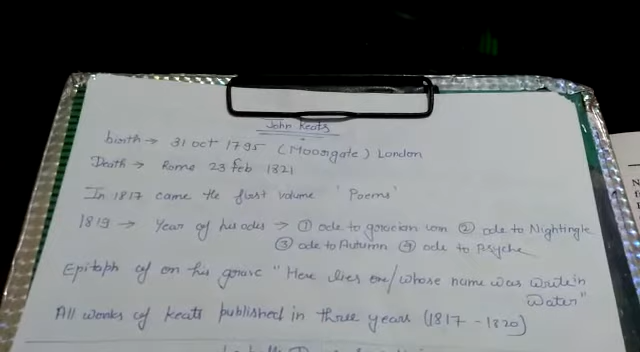 John Keats
birth → 31 oct 1795 (Moorgate) London
Death → Rome 23 feb 1821
In 1817 came the first volume 'Poems'
1819 → Year of his odes → ① ode to grecian urn ② ode to Nightingle
③ ode to Autumn ④ ode to Psyche
Epitaph of on his grave "Here lies one/whose name was write in
Water"
All works of Keats published in three years (1817 - 1820)